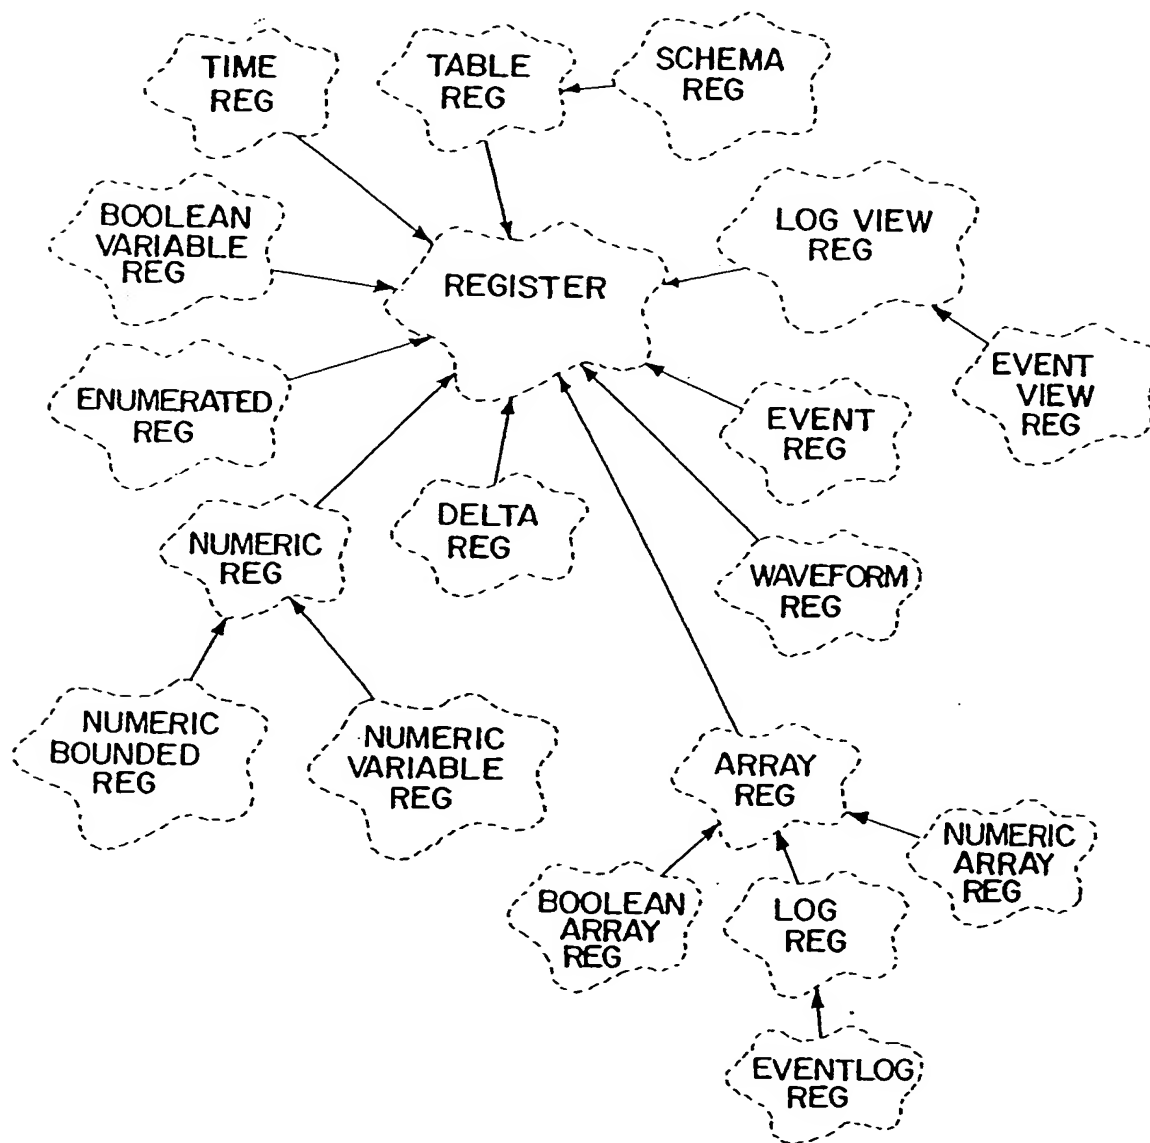 TIME
REG
TABLE
REG
SCHEMA
REG
BOOLEAN
VARIABLE
REG
REGISTER
LOG VIEW
REG
ENUMERATED
REG
EVENT
VIEW
REG
EVENT
REG
NUMERIC
REG
DELTA
REG
WAVEFORM
REG
NUMERIC
BOUNDED
REG
NUMERIC
VARIABLE
REG
ARRAY
REG
NUMERIC
ARRAY
REG
BOOLEAN
ARRAY
REG
LOG
REG
EVENTLOG
REG